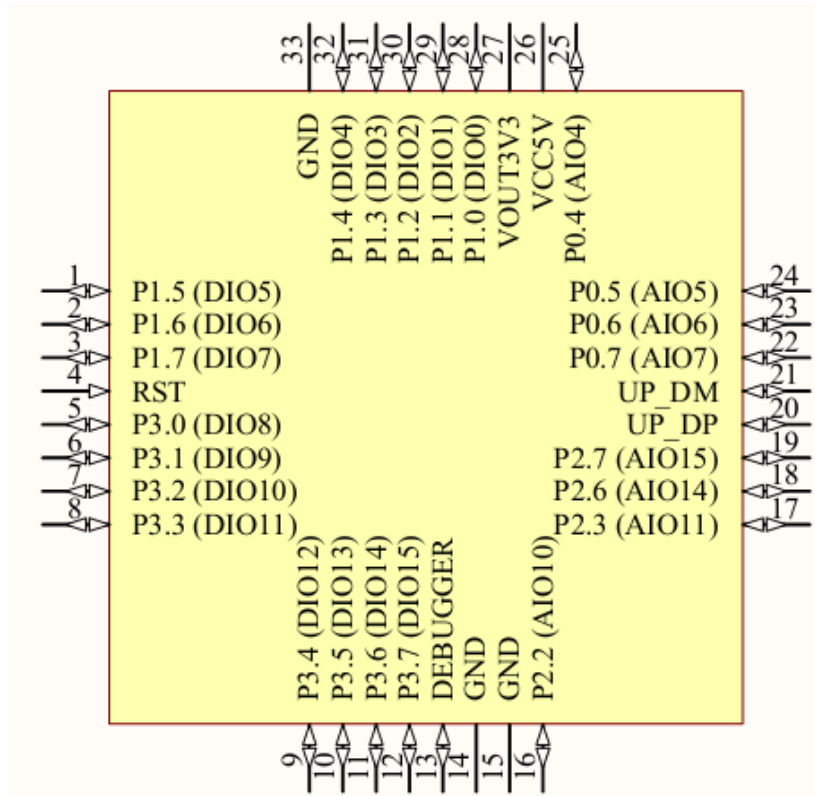 33
32
31
30
29
28
27
26
25
GND
P1.4 (DIO4)
P1.3 (DIO3)
P1.2 (DIO2)
P1.1 (DIO1)
P1.0 (DIO0)
VOUT3V3
VCC5V
P0.4 (AIO4)
1
P1.5 (DIO5)
2
P1.6 (DIO6)
3
P1.7 (DIO7)
4
RST
5
P3.0 (DIO8)
6
P3.1 (DIO9)
7
P3.2 (DIO10)
8
P3.3 (DIO11)
P0.5 (AIO5)
24
P0.6 (AIO6)
23
P0.7 (AIO7)
22
UP_DM
21
UP_DP
20
P2.7 (AIO15)
19
P2.6 (AIO14)
18
P2.3 (AIO11)
17
P3.4 (DIO12)
P3.5 (DIO13)
P3.6 (DIO14)
P3.7 (DIO15)
DEBUGGER
GND
GND
P2.2 (AIO10)
9
10
11
12
13
14
15
16